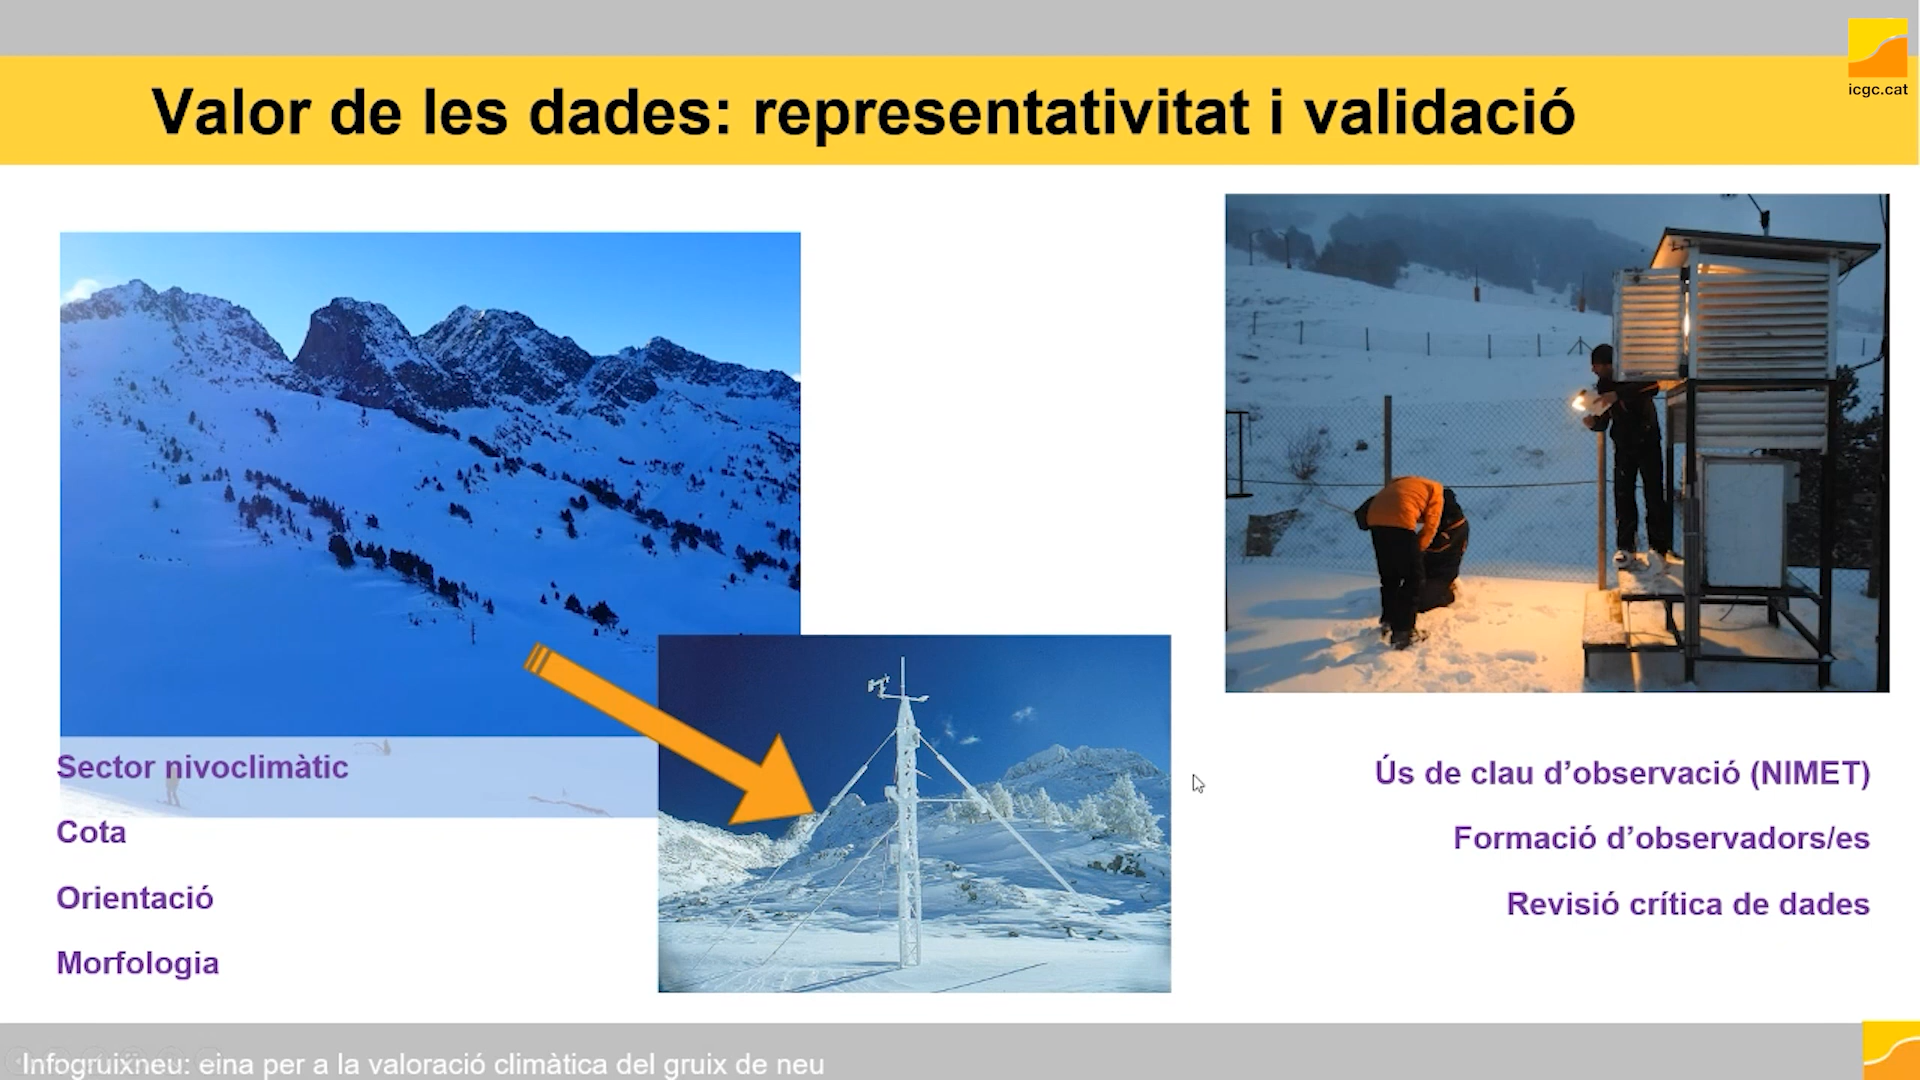 icgc.cat
Valor de les dades: representativitat i validació
Sector nivoclimàtic
Cota
Orientació
Morfologia
Ús de clau d’observació (NIMET)
Formació d’observadors/es
Revisió crítica de dades
Infogruixneu: eina per a la valoració climàtica del gruix de neu